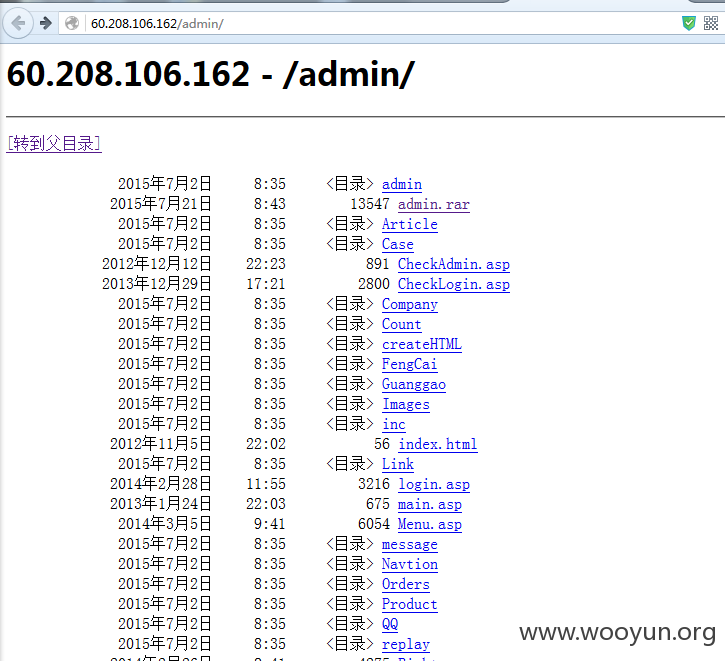 60.208.106.162/admin/
60.208.106.162 - /admin/
[转到父目录]
2015年7月2日 8:35 <目录> admin
2015年7月21日 8:43 13547 admin.rar
2015年7月2日 8:35 <目录> Article
2015年7月2日 8:35 <目录> Case
2012年12月12日 22:23 891 CheckAdmin.asp
2013年12月29日 17:21 2800 CheckLogin.asp
2015年7月2日 8:35 <目录> Company
2015年7月2日 8:35 <目录> Count
2015年7月2日 8:35 <目录> createHTML
2015年7月2日 8:35 <目录> FengCai
2015年7月2日 8:35 <目录> Guanggao
2015年7月2日 8:35 <目录> Images
2015年7月2日 8:35 <目录> inc
2012年11月5日 22:02 56 index.html
2015年7月2日 8:35 <目录> Link
2014年2月28日 11:55 3216 login.asp
2013年1月24日 22:03 675 main.asp
2014年3月5日 9:41 6054 Menu.asp
2015年7月2日 8:35 <目录> message
2015年7月2日 8:35 <目录> Navtion
2015年7月2日 8:35 <目录> Orders
2015年7月2日 8:35 <目录> Product
2015年7月2日 8:35 <目录> QQ
2015年7月2日 8:35 <目录> replay
www.wooyun.org